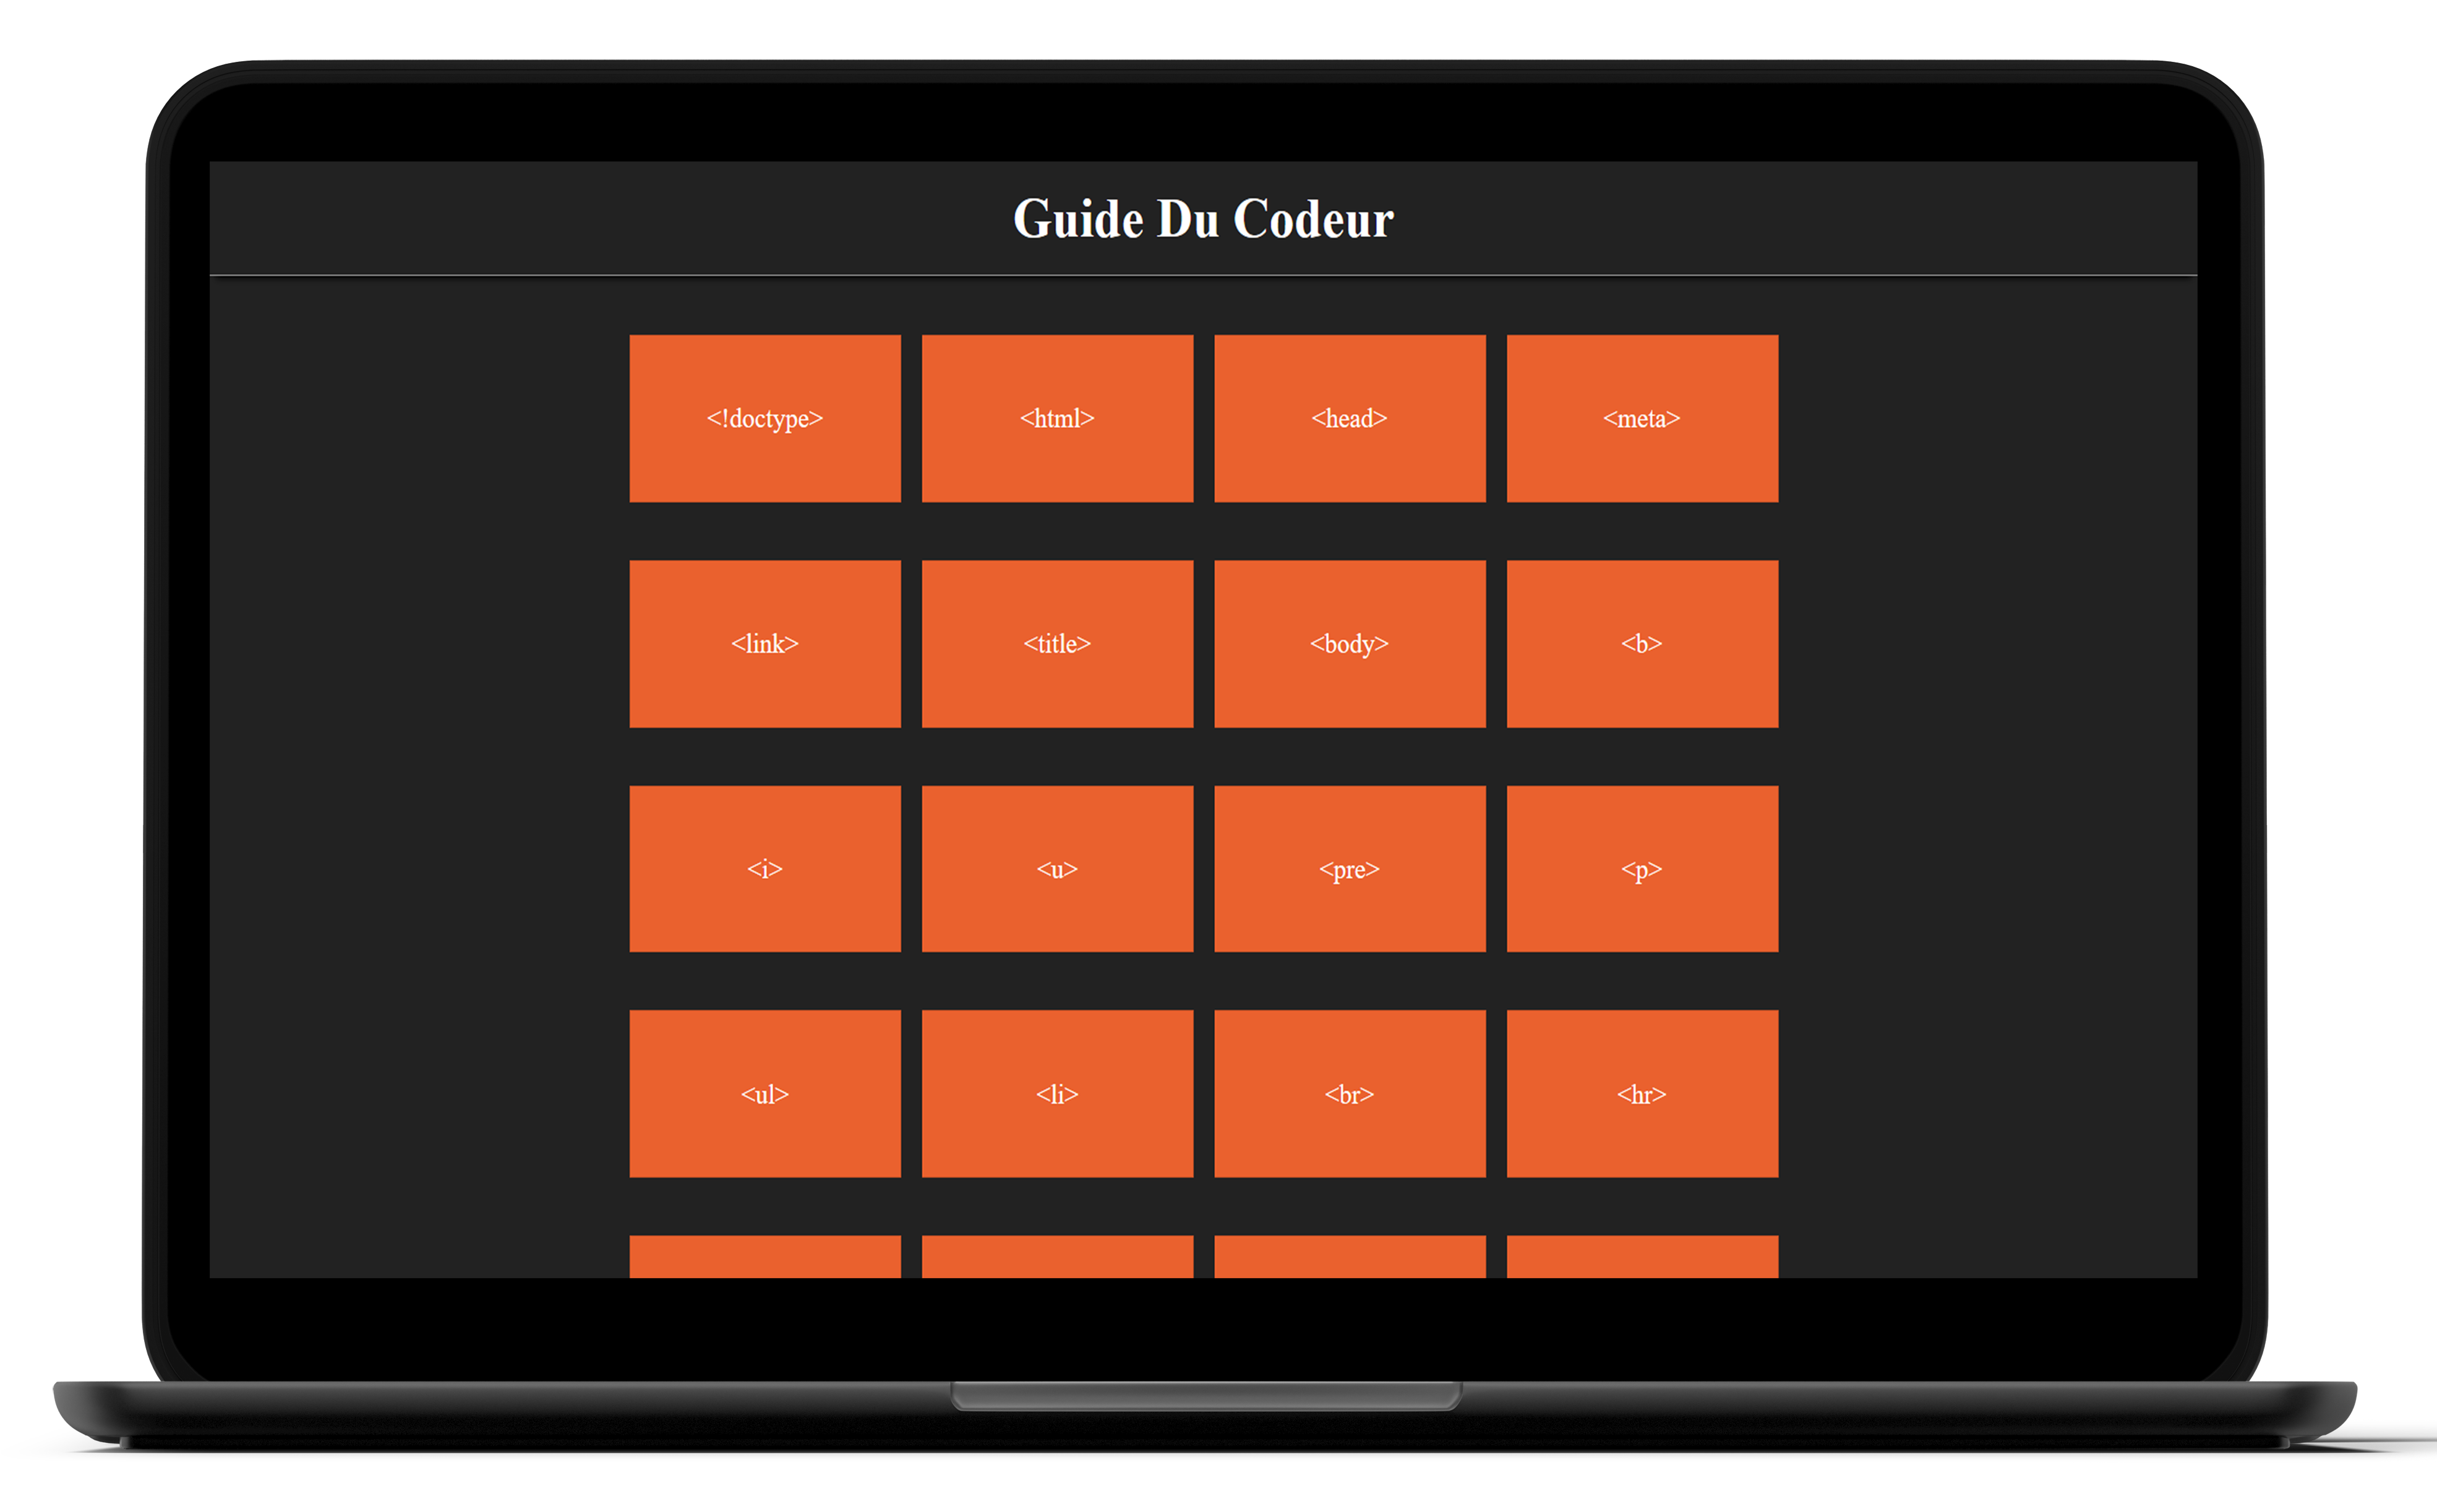 Guide Du Codeur
<!doctype> <html> <head> <meta>
<link> <title> <body> <b>
<i> <u> <pre> <p>
<ul> <li> <br> <hr>